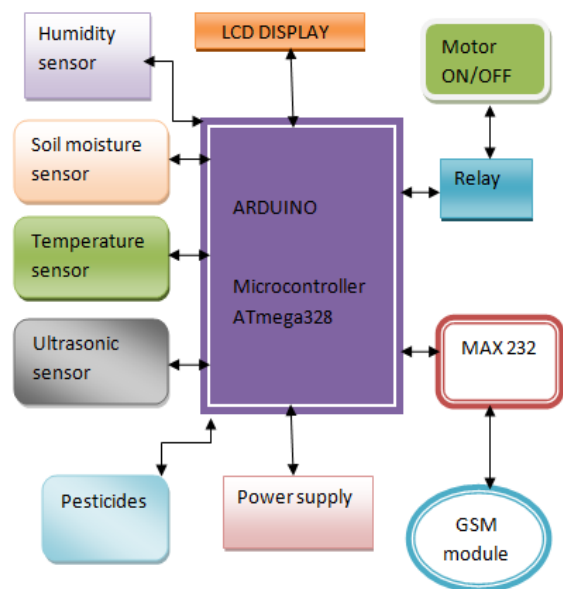 Humidity
sensor
LCD DISPLAY
Motor
ON/OFF
Soil moisture
sensor
Relay
ARDUINO
Temperature
sensor
Microcontroller
ATmega328
Ultrasonic
sensor
MAX 232
Pesticides
Power supply
GSM
module